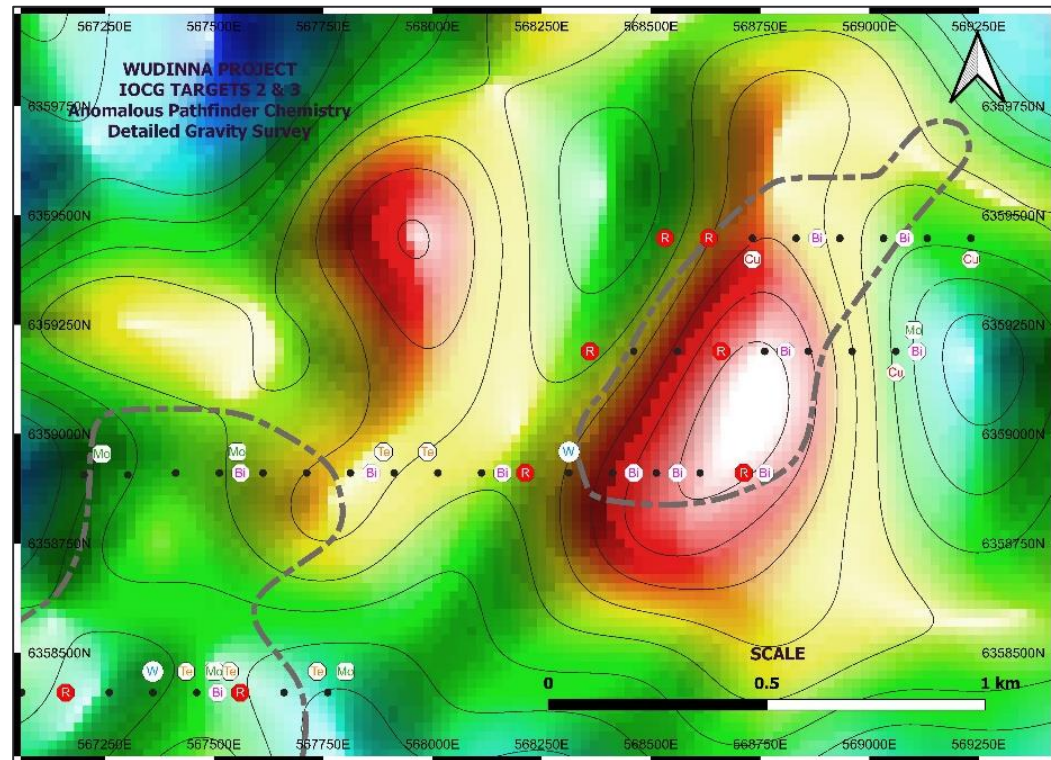 567250E 567500E 567750E 568000E 568250E 568500E 568750E 569000E 569250E
WUDINNA PROJECT
IOCG TARGETS 2 & 3
Anomalous Pathfinder Chemistry
Detailed Gravity Survey
6359750N 6359750N
6359500N 6359500N
R R Bi Bi
Cu Cu
6359250N 6359250N
Mo
R R Bi Bi
Cu
6359000N 6359000N
Mo Mo Te Te W
Bi Bi Bi R Bi Bi R Bi
6358750N 6358750N
6358500N 6358500N
SCALE
W Te Mo Te Te Mo
0 0.5 1 km
R Bi R
567250E 567500E 567750E 568000E 568250E 568500E 568750E 569000E 569250E